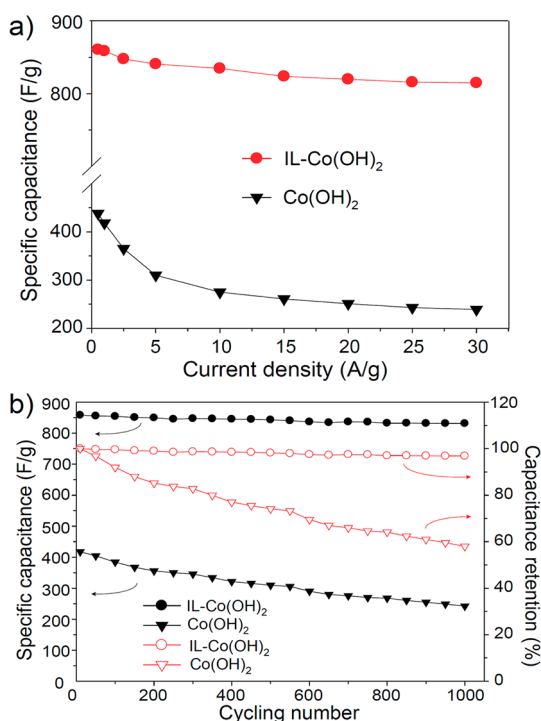 a)
900
800
400
300
200
Specific capacitance (F/g)
IL-Co(OH)2
Co(OH)2
0 5 10 15 20 25 30
Current density (A/g)
b)
900
800
700
600
500
400
300
200
100
0
Specific capacitance (F/g)
120
100
80
60
40
20
0
Capacitance retention (%)
IL-Co(OH)2
Co(OH)2
IL-Co(OH)2
Co(OH)2
0 200 400 600 800 1000
Cycling number